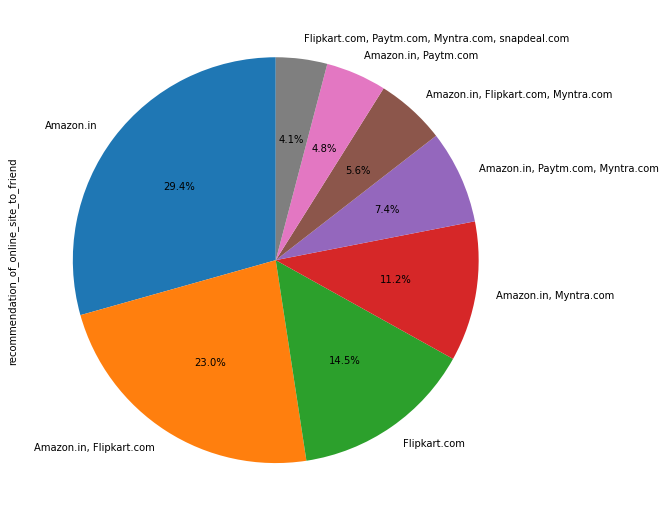 Flipkart.com, Paytm.com, Myntra.com, snapdeal.com
Amazon.in, Paytm.com
Amazon.in, Flipkart.com, Myntra.com
Amazon.in
4.1%
4.8%
5.6%
Amazon.in, Paytm.com, Myntra.com
29.4%
7.4%
recommendation_of_online_site_to_friend
11.2%
Amazon.in, Myntra.com
23.0%
14.5%
Flipkart.com
Amazon.in, Flipkart.com